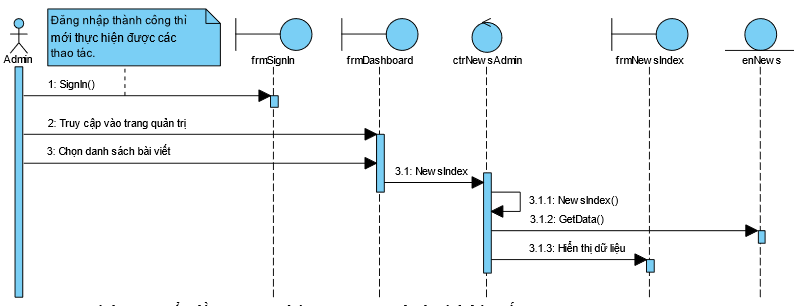 Đăng nhập thành công thì
mới thực hiện được các
thao tác.
Admin
frmSignIn
frmDashboard
ctrNewsAdmin
frmNewsIndex
enNews
1: SignIn()
2: Truy cập vào trang quản trị
3: Chọn danh sách bài viết
3.1: NewsIndex
3.1.1: NewsIndex()
3.1.2: GetData()
3.1.3: Hiển thị dữ liệu